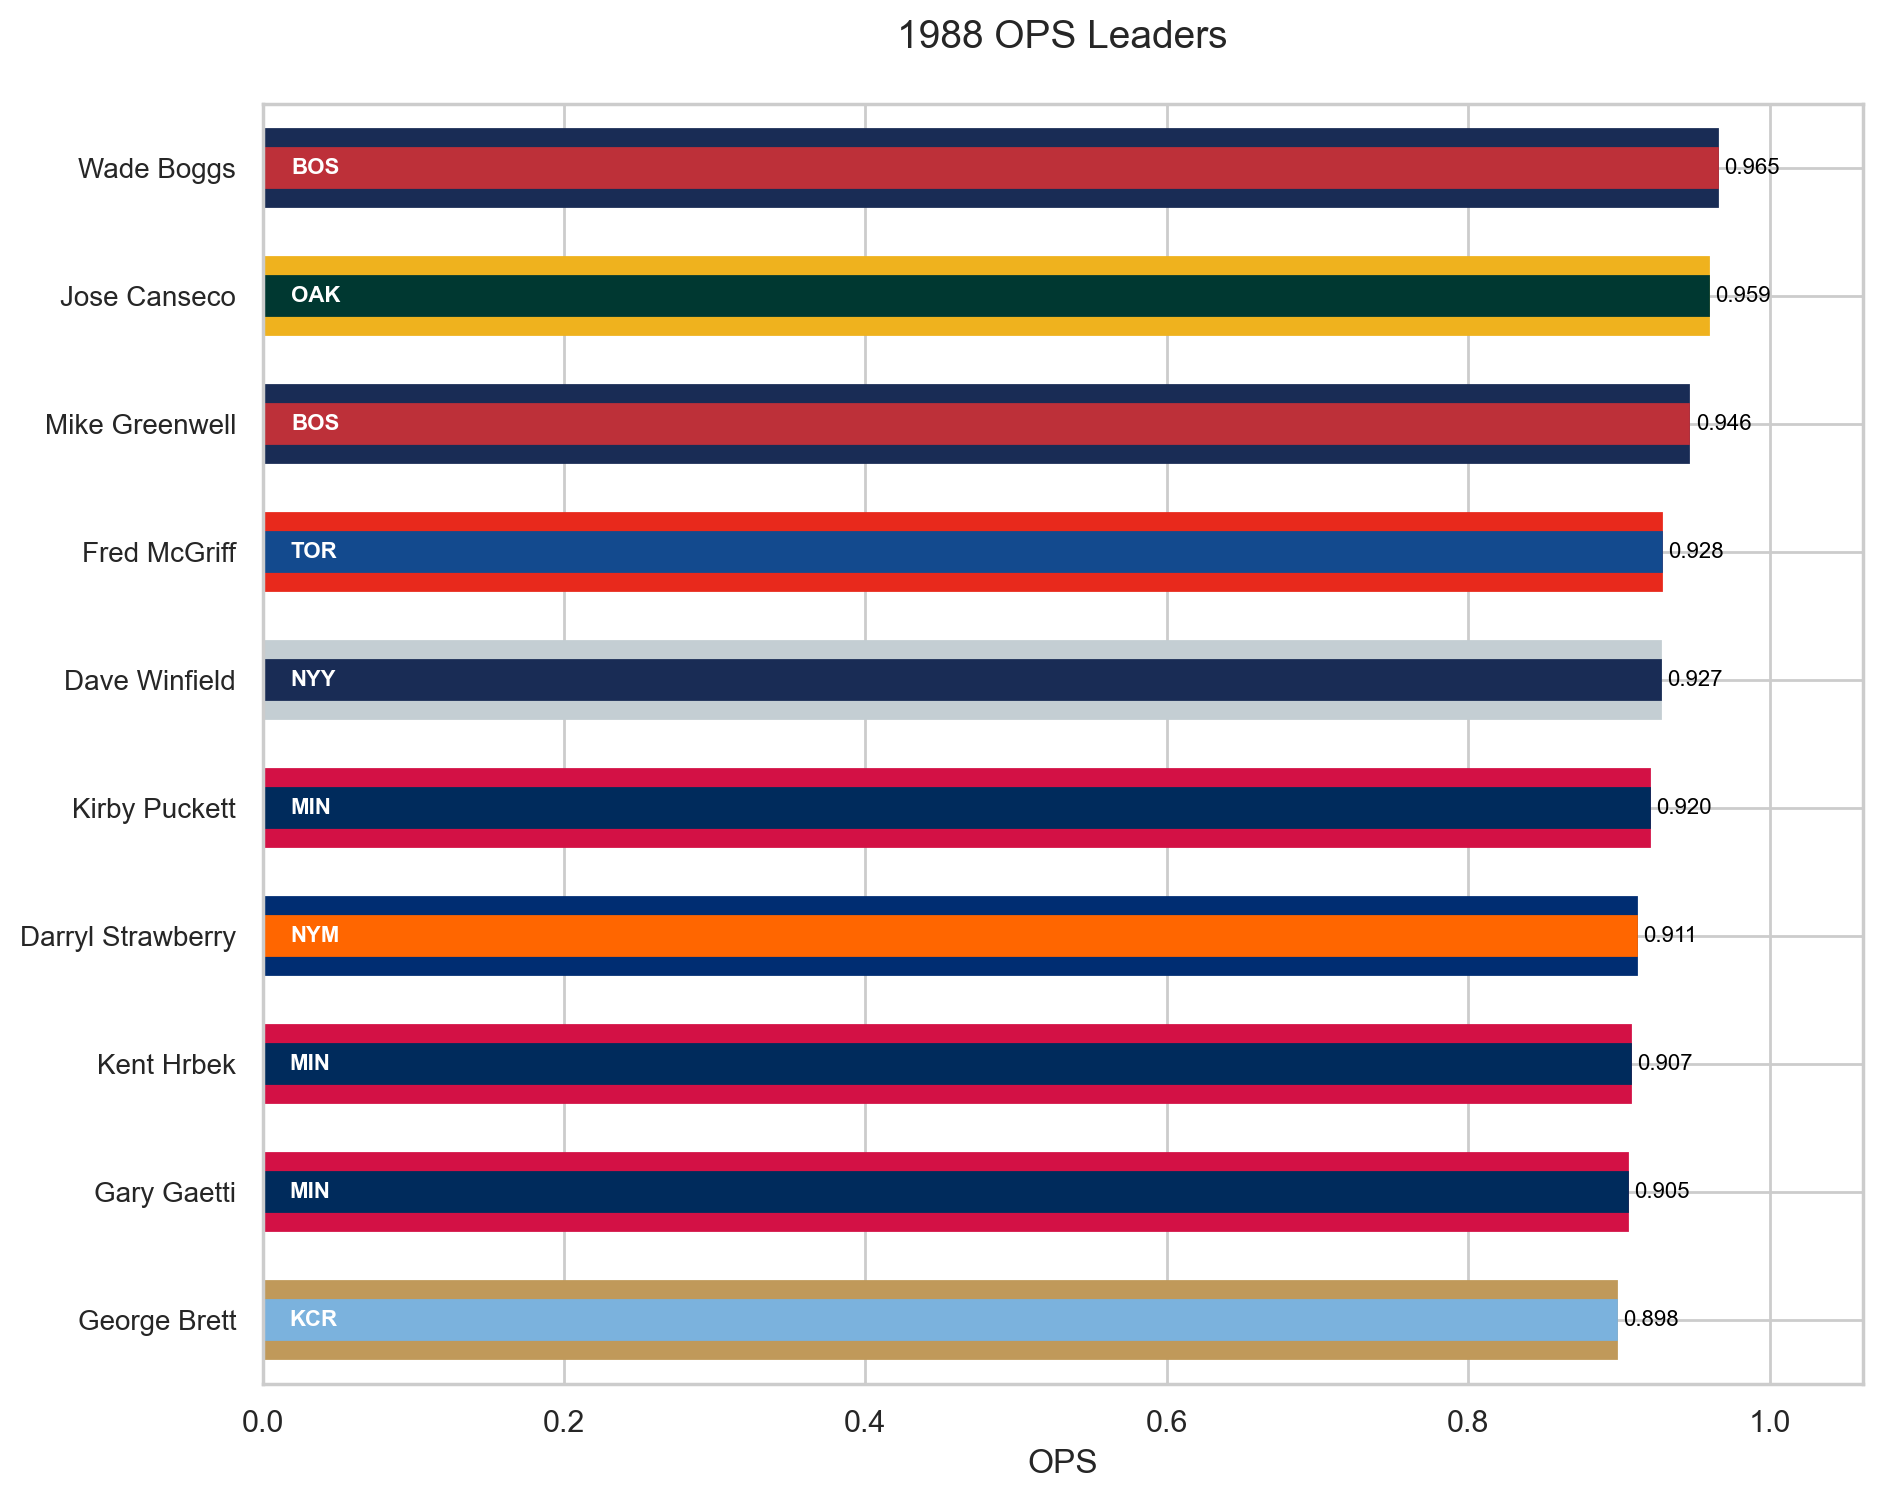 1988 OPS Leaders
Wade Boggs BOS 0.965
Jose Canseco OAK 0.959
Mike Greenwell BOS 0.946
Fred McGriff TOR 0.928
Dave Winfield NYY 0.927
Kirby Puckett MIN 0.920
Darryl Strawberry NYM 0.911
Kent Hrbek MIN 0.907
Gary Gaetti MIN 0.905
George Brett KCR 0.898
0.0 0.2 0.4 0.6 0.8 1.0
OPS